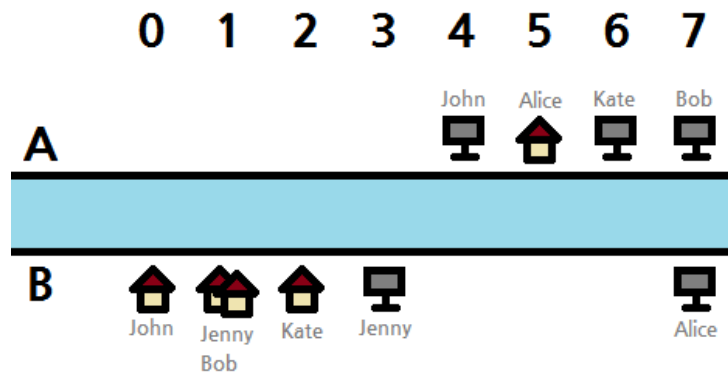 0 1 2 3 4 5 6 7
John Alice Kate Bob
A
B
John Jenny Kate Jenny Alice
Bob